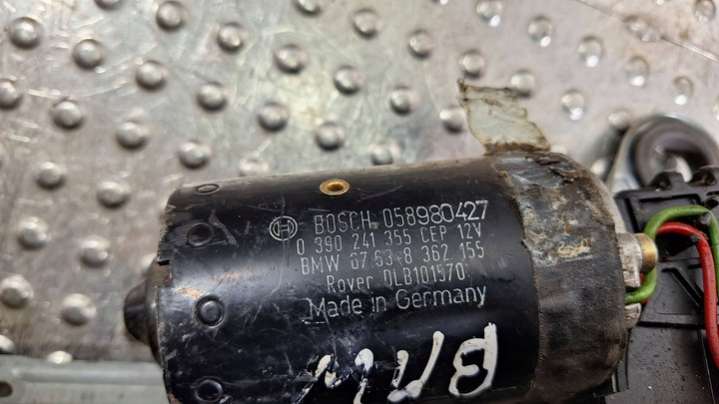 BOSCH 058980427
0 390 241 355 CEP 12V
BMW 67 63 8 362 155
Rover DLB101570
Made in Germany
BMW